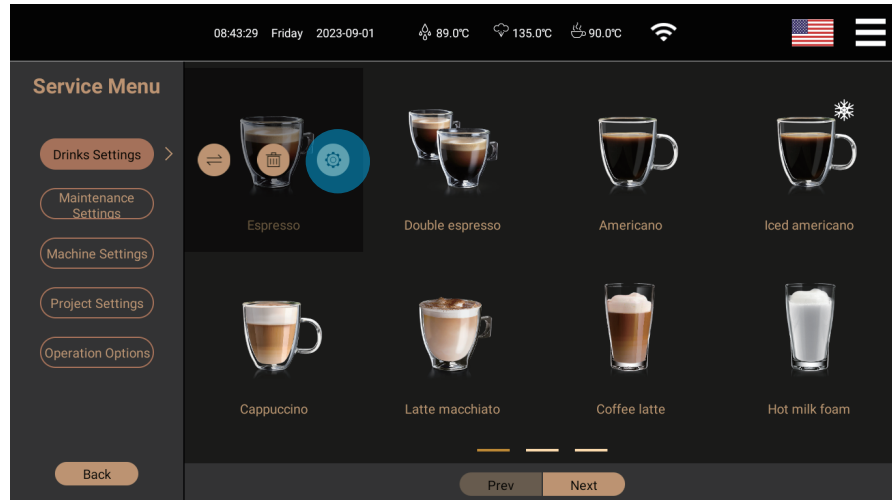 08:43:29 Friday 2023-09-01 89.0℃ 135.0℃ 90.0℃
Service Menu
Drinks Settings
Maintenance
Settings
Machine Settings
Project Settings
Operation Options
Back
Espresso
Double espresso
Americano
Iced americano
Cappuccino
Latte macchiato
Coffee latte
Hot milk foam
Prev
Next